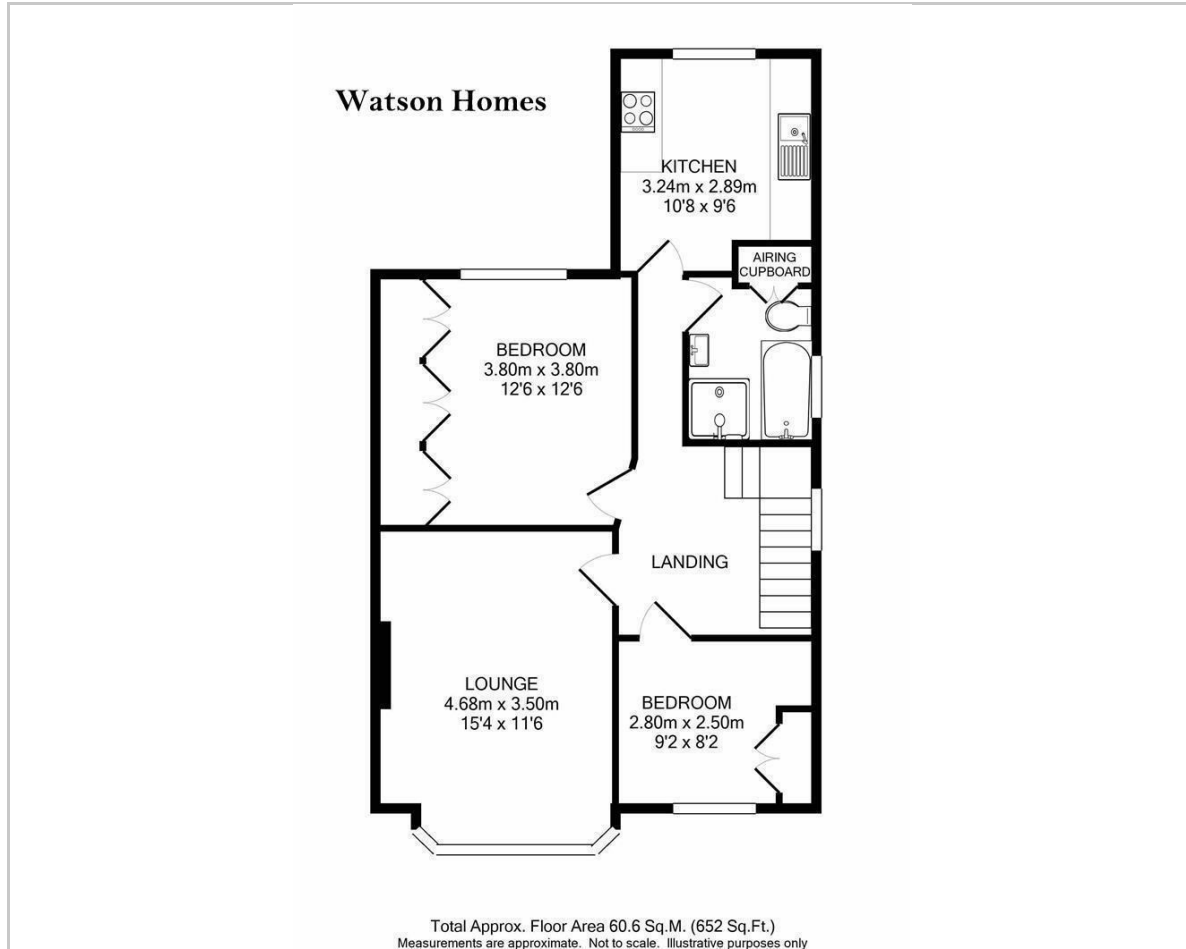 Watson Homes
KITCHEN
3.24m x 2.89m
10'8 x 9'6
AIRING
CUPBOARD
BEDROOM
3.80m x 3.80m
12'6 x 12'6
LANDING
LOUNGE
4.68m x 3.50m
15'4 x 11'6
BEDROOM
2.80m x 2.50m
9'2 x 8'2
Total Approx. Floor Area 60.6 Sq.M. (652 Sq.Ft.)
Measurements are approximate. Not to scale. Illustrative purposes only